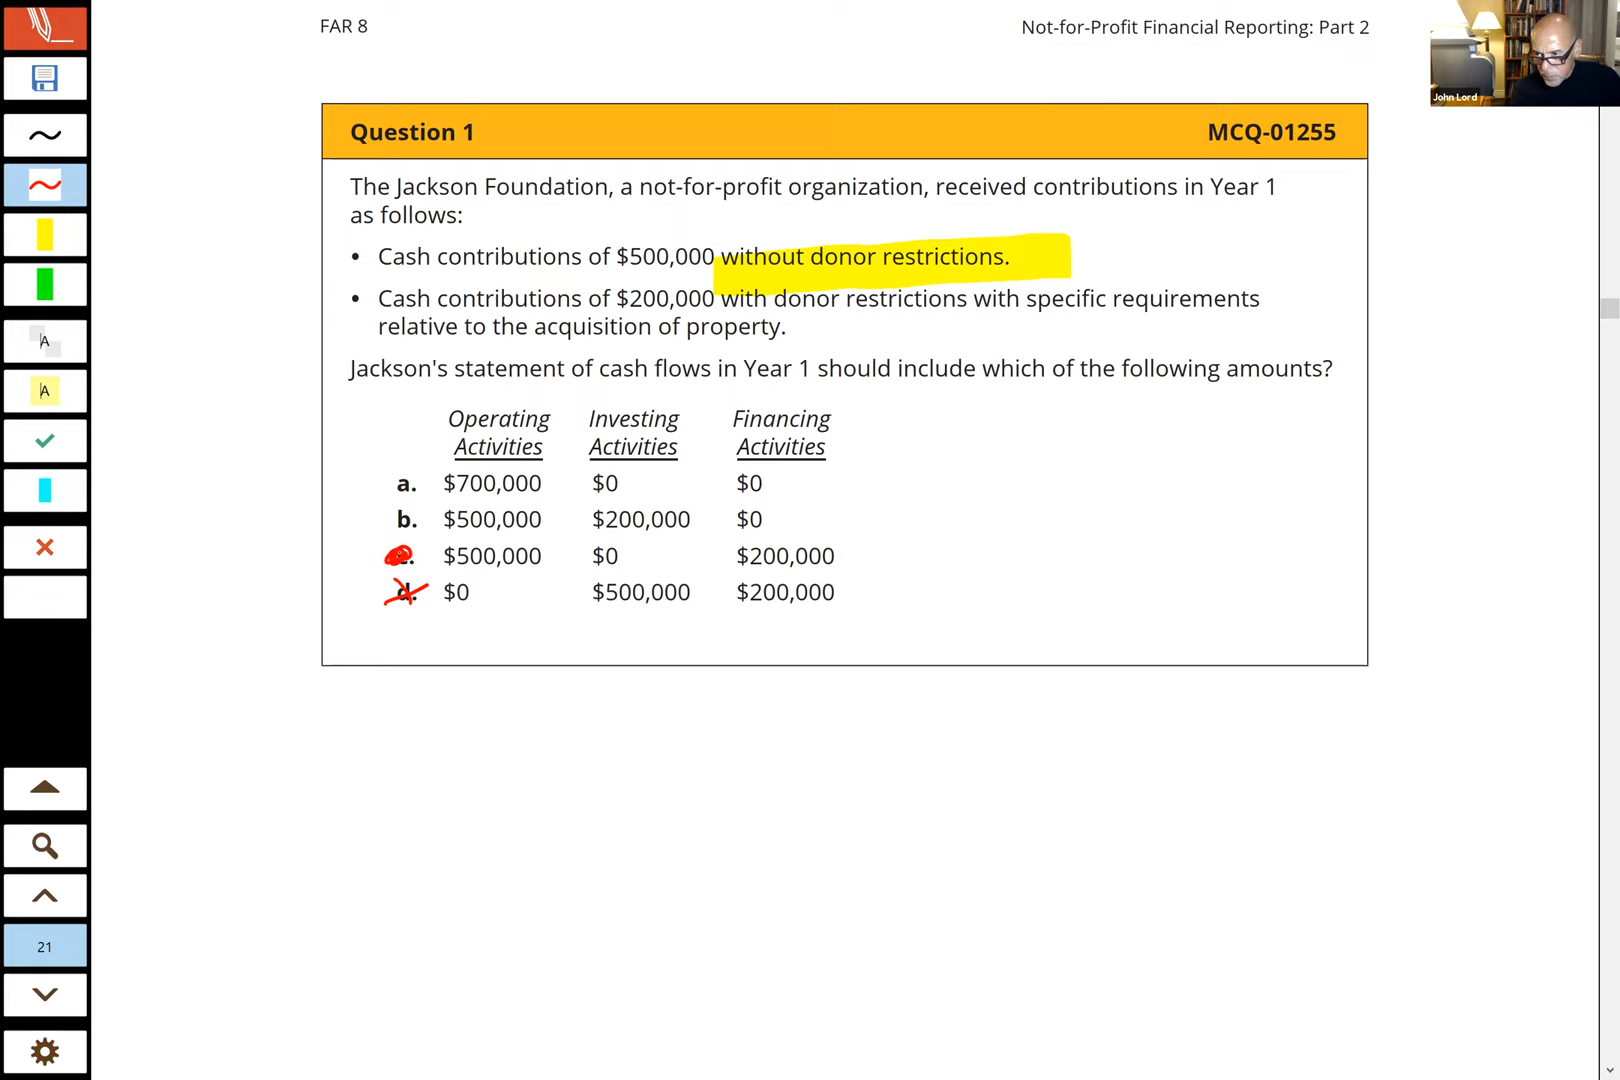 FAR 8
Not-for-Profit Financial Reporting: Part 2
John Lord
Question 1
MCQ-01255
The Jackson Foundation, a not-for-profit organization, received contributions in Year 1
as follows:
• Cash contributions of $500,000 without donor restrictions.
• Cash contributions of $200,000 with donor restrictions with specific requirements
relative to the acquisition of property.
Jackson's statement of cash flows in Year 1 should include which of the following amounts?
Operating Investing Financing
Activities Activities Activities
a. $700,000 $0 $0
b. $500,000 $200,000 $0
$500,000 $0 $200,000
d. $0 $500,000 $200,000
A
A
21